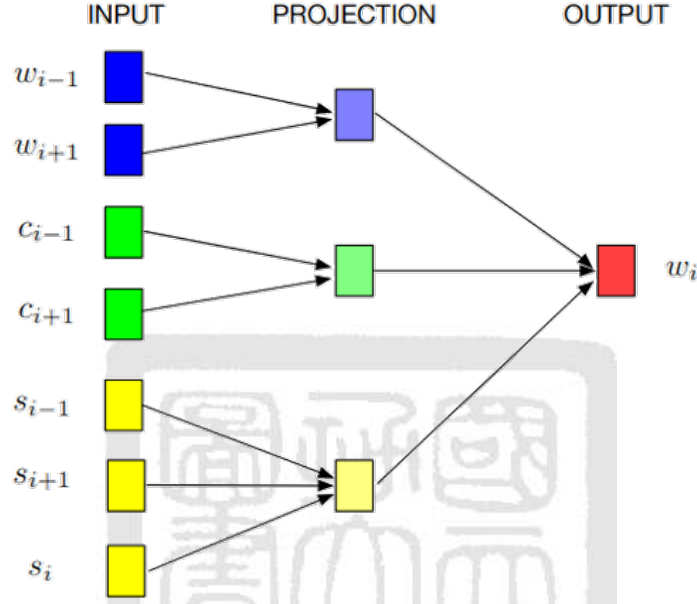 INPUT PROJECTION OUTPUT
w_{i-1}
w_{i+1}
c_{i-1}
w_i
c_{i+1}
s_{i-1}
s_{i+1}
s_i